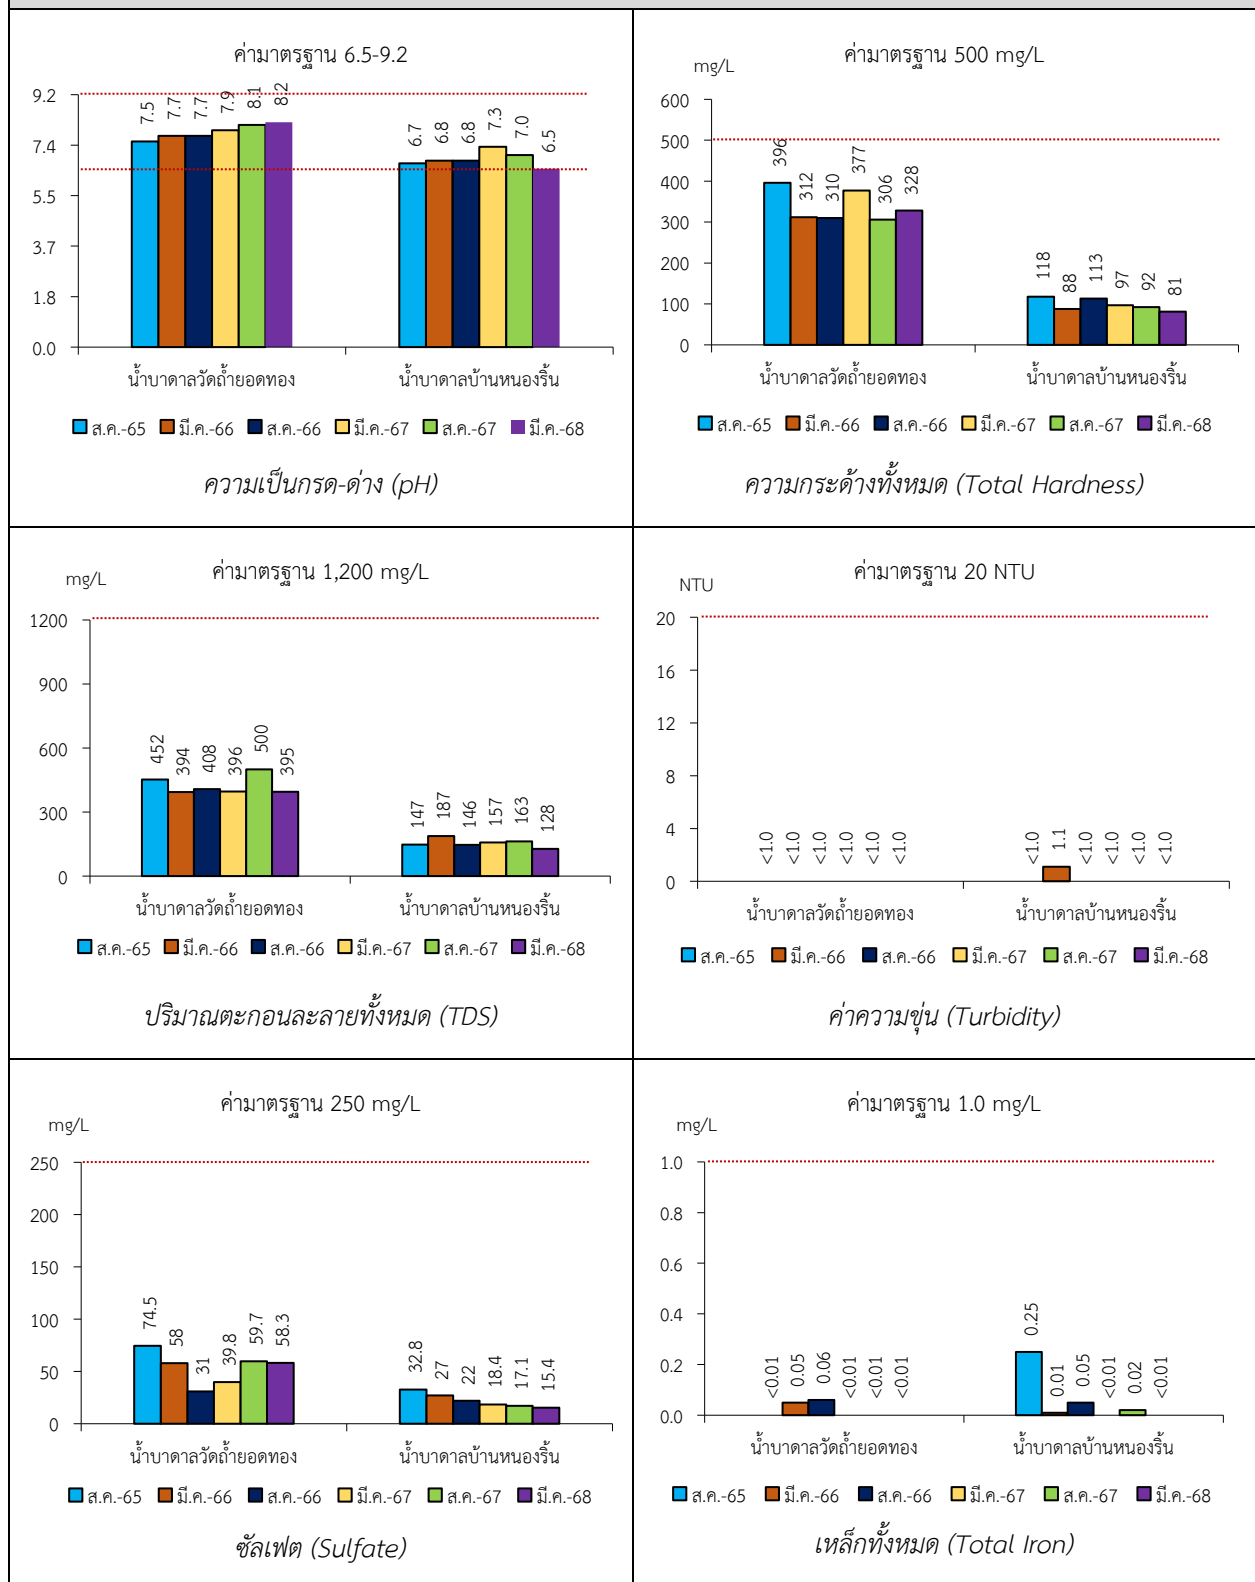 ค่ามาตรฐาน 6.5-9.2
9.2
7.4
5.5
3.7
1.8
0.0
7.5 7.7 7.7 7.9 8.1 8.2
6.7 6.8 6.8 7.3 7.0 6.5
น้ำบาดาลวัดถ้ำยอดทอง น้ำบาดาลบ้านหนองริ้น
ส.ค.-65 มี.ค.-66 ส.ค.-66 มี.ค.-67 ส.ค.-67 มี.ค.-68
ความเป็นกรด-ด่าง (pH)
ค่ามาตรฐาน 500 mg/L
mg/L
600
500
400
300
200
100
0
396 312 310 377 306 328
118 88 113 97 92 81
น้ำบาดาลวัดถ้ำยอดทอง น้ำบาดาลบ้านหนองริ้น
ส.ค.-65 มี.ค.-66 ส.ค.-66 มี.ค.-67 ส.ค.-67 มี.ค.-68
ความกระด้างทั้งหมด (Total Hardness)
ค่ามาตรฐาน 1,200 mg/L
mg/L
1200
900
600
300
0
452 394 408 396 500 395
147 187 146 157 163 128
น้ำบาดาลวัดถ้ำยอดทอง น้ำบาดาลบ้านหนองริ้น
ส.ค.-65 มี.ค.-66 ส.ค.-66 มี.ค.-67 ส.ค.-67 มี.ค.-68
ปริมาณตะกอนละลายทั้งหมด (TDS)
ค่ามาตรฐาน 20 NTU
NTU
20
16
12
8
4
0
<1.0 <1.0 <1.0 <1.0 <1.0 <1.0
<1.0 1.1 <1.0 <1.0 <1.0 <1.0
น้ำบาดาลวัดถ้ำยอดทอง น้ำบาดาลบ้านหนองริ้น
ส.ค.-65 มี.ค.-66 ส.ค.-66 มี.ค.-67 ส.ค.-67 มี.ค.-68
ค่าความขุ่น (Turbidity)
ค่ามาตรฐาน 250 mg/L
mg/L
250
200
150
100
50
0
74.5 58 31 39.8 59.7 58.3
32.8 27 22 18.4 17.1 15.4
น้ำบาดาลวัดถ้ำยอดทอง น้ำบาดาลบ้านหนองริ้น
ส.ค.-65 มี.ค.-66 ส.ค.-66 มี.ค.-67 ส.ค.-67 มี.ค.-68
ซัลเฟต (Sulfate)
ค่ามาตรฐาน 1.0 mg/L
mg/L
1.0
0.8
0.6
0.4
0.2
0.0
<0.01 0.05 0.06 <0.01 <0.01 <0.01
0.25 0.01 0.05 <0.01 0.02 <0.01
น้ำบาดาลวัดถ้ำยอดทอง น้ำบาดาลบ้านหนองริ้น
ส.ค.-65 มี.ค.-66 ส.ค.-66 มี.ค.-67 ส.ค.-67 มี.ค.-68
เหล็กทั้งหมด (Total Iron)